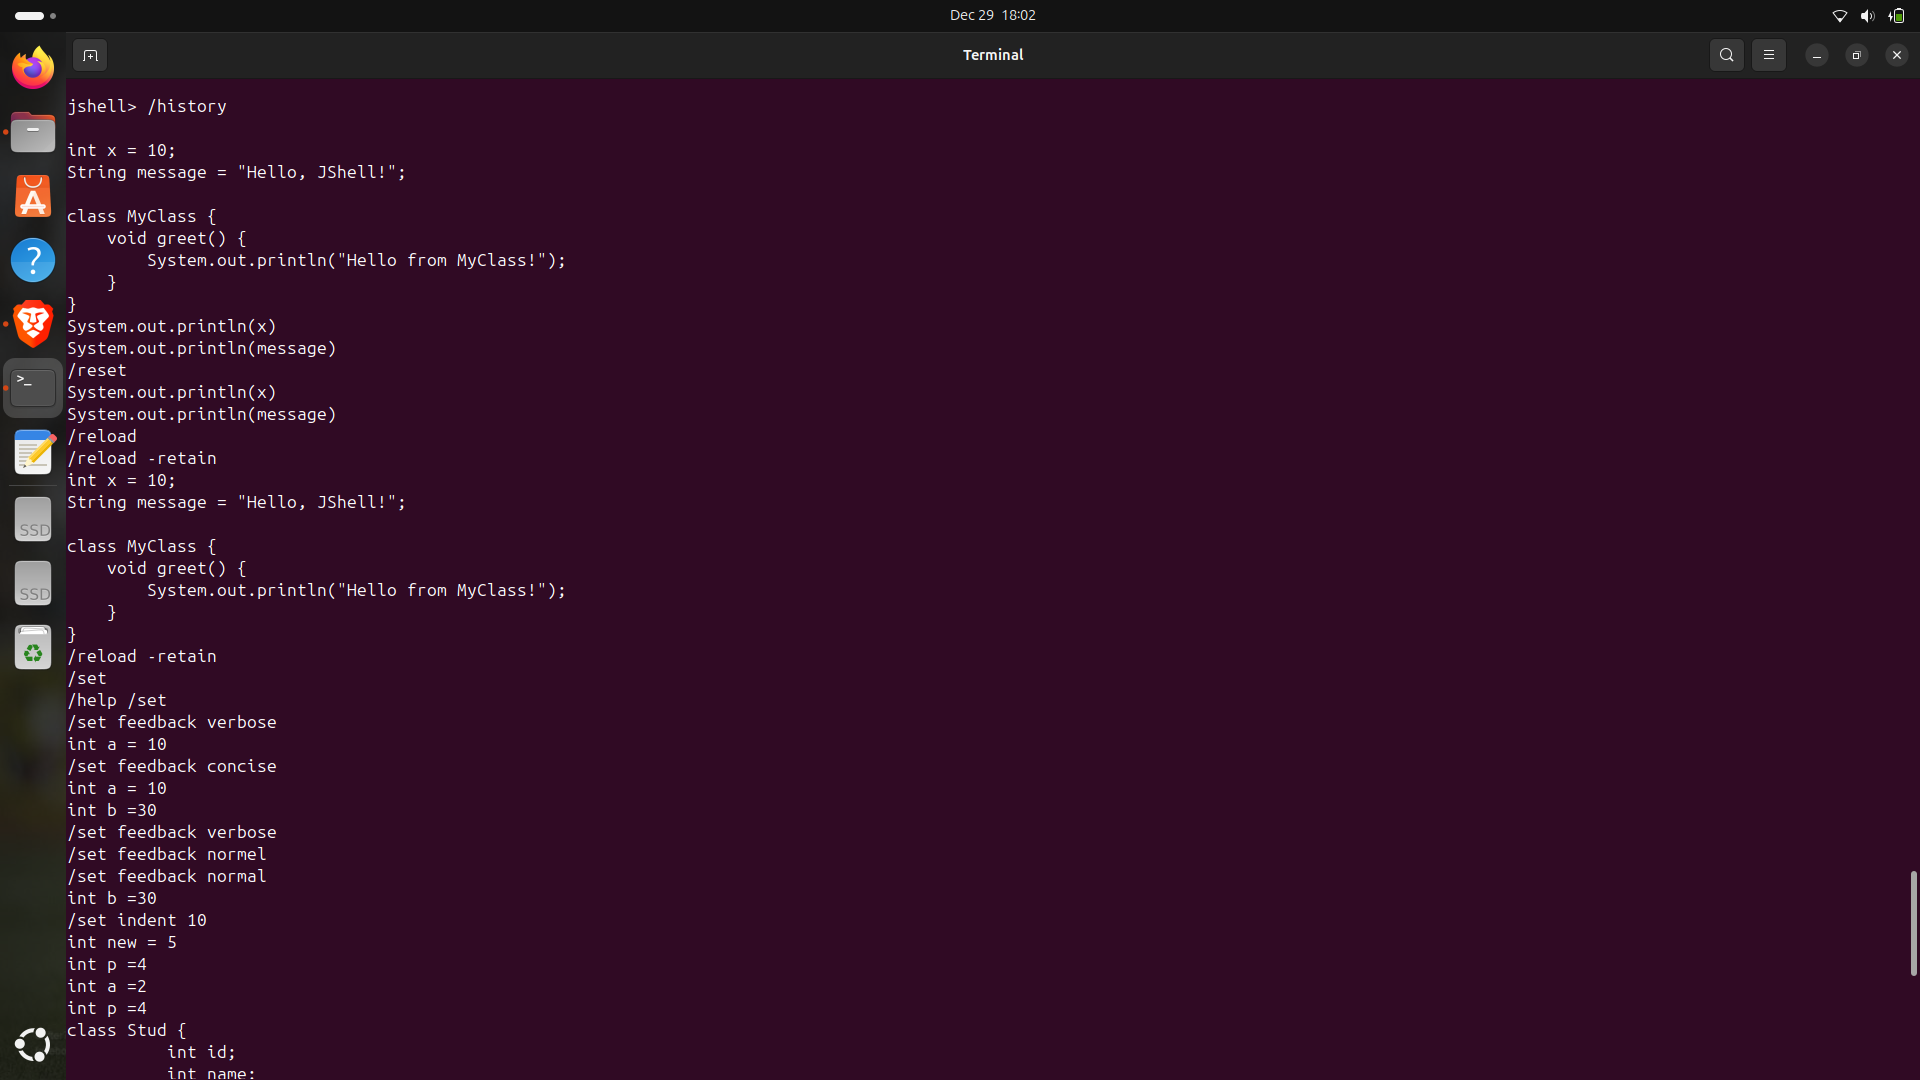 Dec 29 18:02
Terminal
jshell> /history
int x = 10;
String message = "Hello, JShell!";
class MyClass {
    void greet() {
        System.out.println("Hello from MyClass!");
    }
}
System.out.println(x)
System.out.println(message)
/reset
System.out.println(x)
System.out.println(message)
/reload
/reload -retain
int x = 10;
String message = "Hello, JShell!";
class MyClass {
    void greet() {
        System.out.println("Hello from MyClass!");
    }
}
/reload -retain
/set
/help /set
/set feedback verbose
int a = 10
/set feedback concise
int a = 10
int b =30
/set feedback verbose
/set feedback normel
/set feedback normal
int b =30
/set indent 10
int new = 5
int p =4
int a =2
int p =4
class Stud {
          int id;
          int name;
SSD
SSD